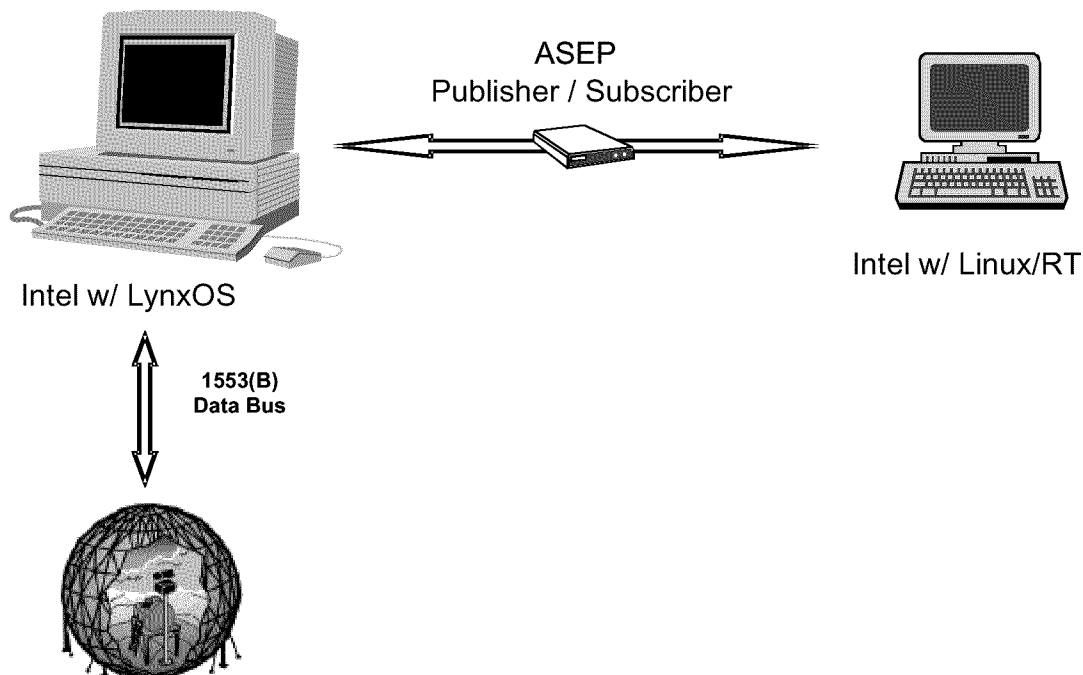 ASEP
Publisher / Subscriber
Intel w/ LynxOS
Intel w/ Linux/RT
1553(B)
Data Bus